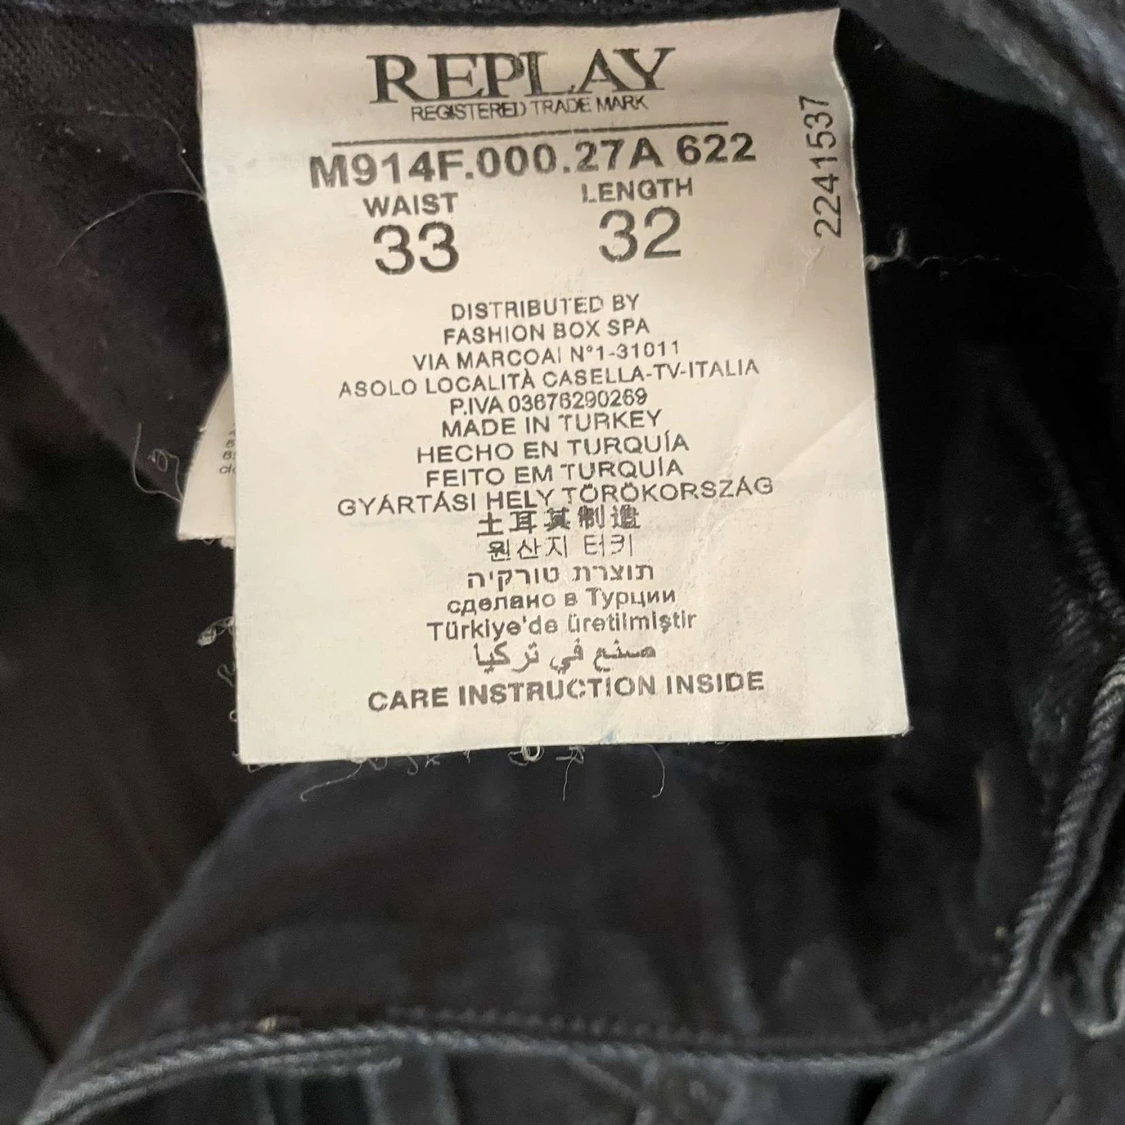 REPLAY
REGISTERED TRADE MARK
M914F.000.27A 622
2241537
WAIST LENGTH
33 32
DISTRIBUTED BY
FASHION BOX SPA
VIA MARCOAI N°1-31011
ASOLO LOCALITÀ CASELLA-TV-ITALIA
P.IVA 03676290269
MADE IN TURKEY
HECHO EN TURQUÍA
FEITO EM TURQUÍA
GYÁRTÁSI HELY TÖRÖKORSZÁG
土耳其制造
원산지 터키
תוצרת טורקיה
сделано в Турции
Türkiye'de üretilmiştir
صنع في تركيا
CARE INSTRUCTION INSIDE